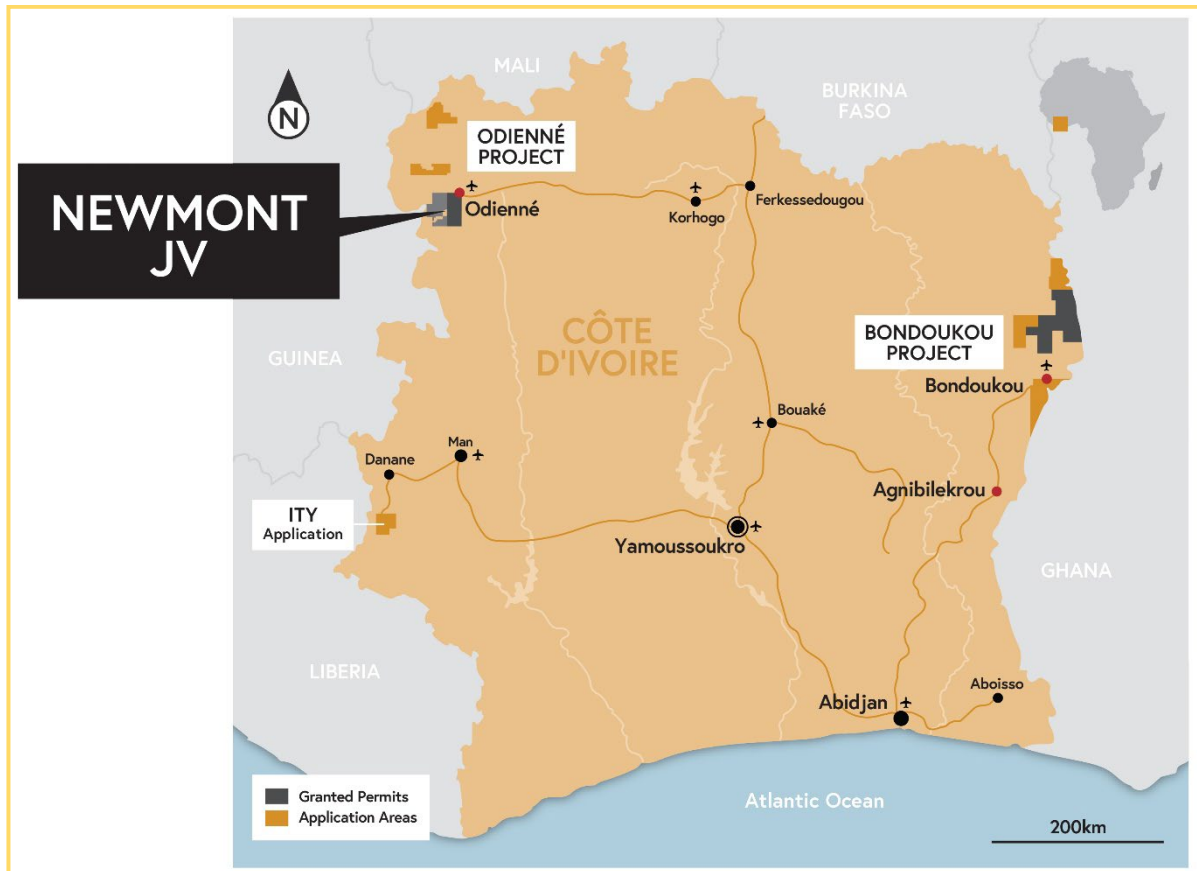 MALI
BURKINA
FASO
N
ODIENNÉ
PROJECT
NEWMONT
JV
Odienné
Korhogo
Ferkessedougou
CÔTE
D'IVOIRE
GUINEA
BONDOUKOU
PROJECT
Bondoukou
Bouaké
Man
Danane
Agnibilekrou
ITY
Application
Yamoussoukro
GHANA
LIBERIA
Aboisso
Abidjan
Granted Permits
Application Areas
Atlantic Ocean
200km